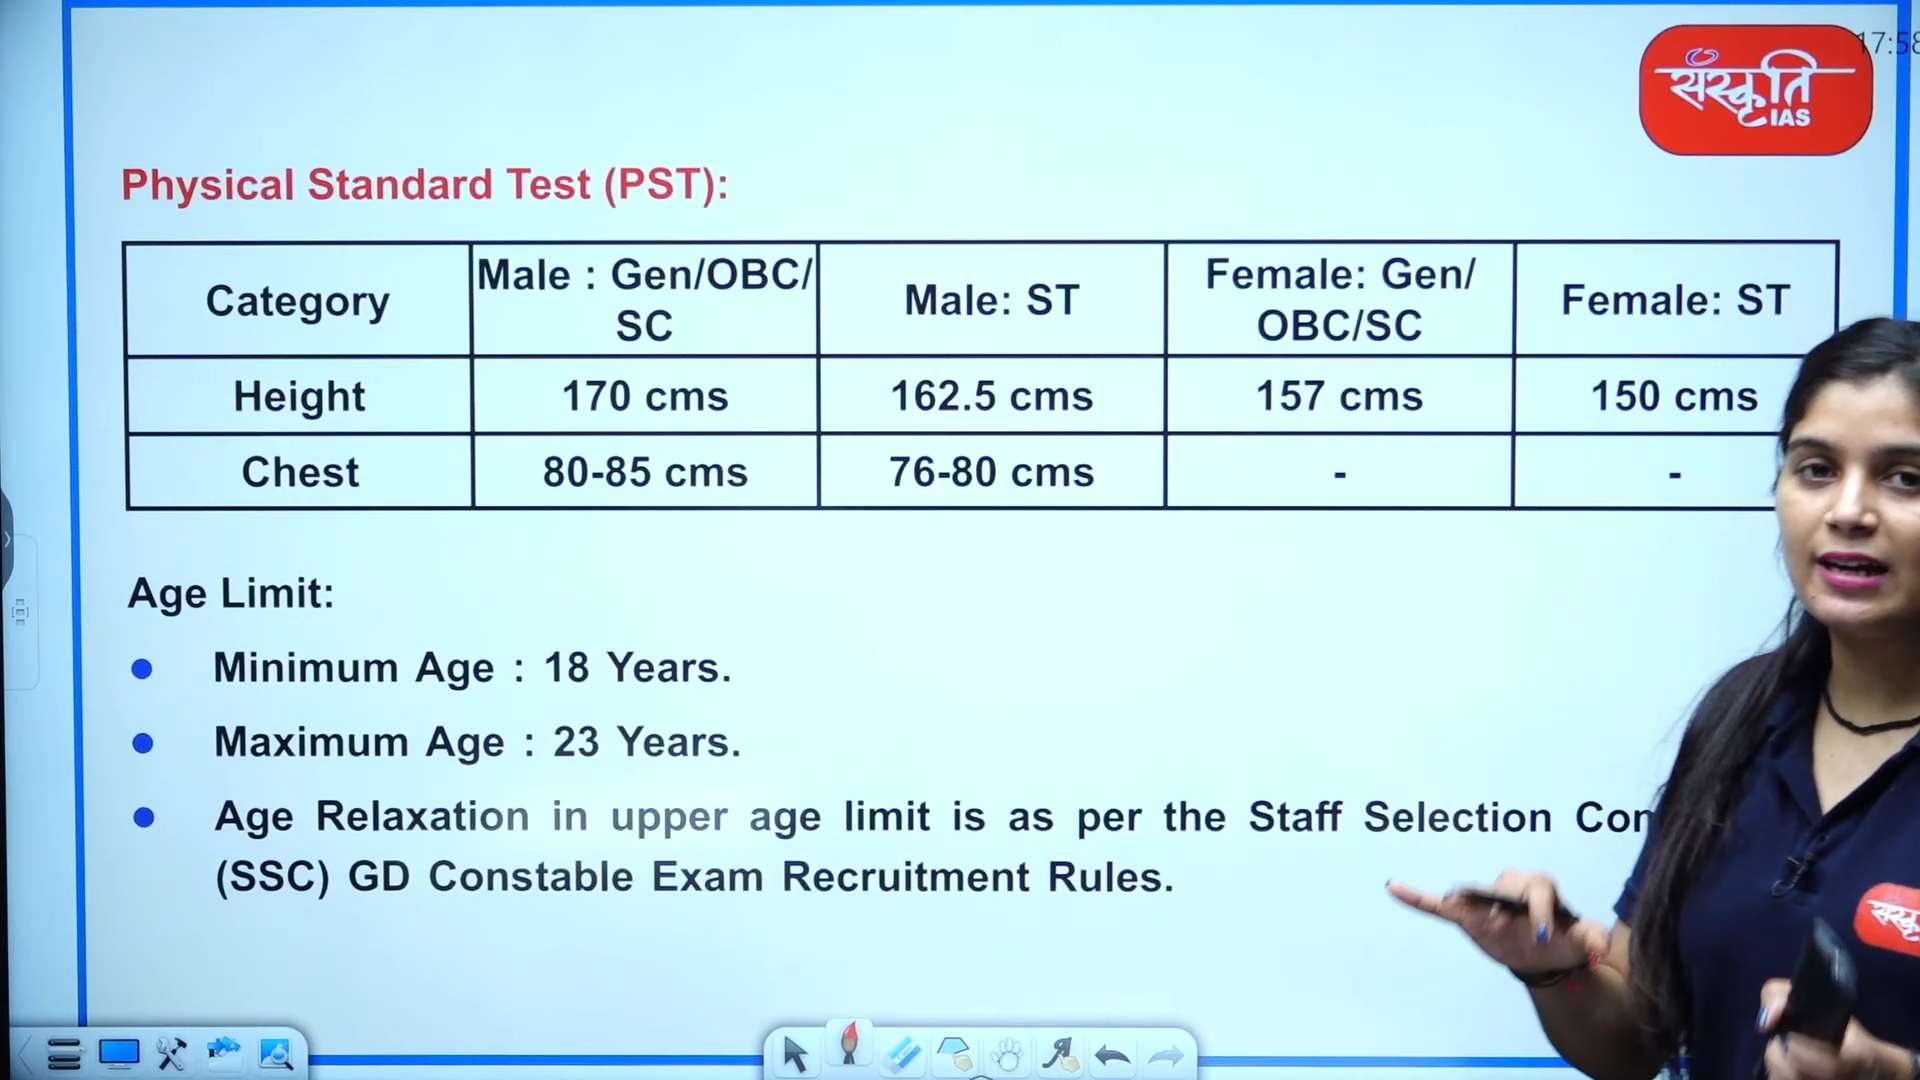 17:58
संस्कृति
IAS
Physical Standard Test (PST):
Category
Male : Gen/OBC/
SC
Male: ST
Female: Gen/
OBC/SC
Female: ST
Height
170 cms
162.5 cms
157 cms
150 cms
Chest
80-85 cms
76-80 cms
-
-
Age Limit:
Minimum Age : 18 Years.
Maximum Age : 23 Years.
Age Relaxation in upper age limit is as per the Staff Selection
(SSC) GD Constable Exam Recruitment Rules.